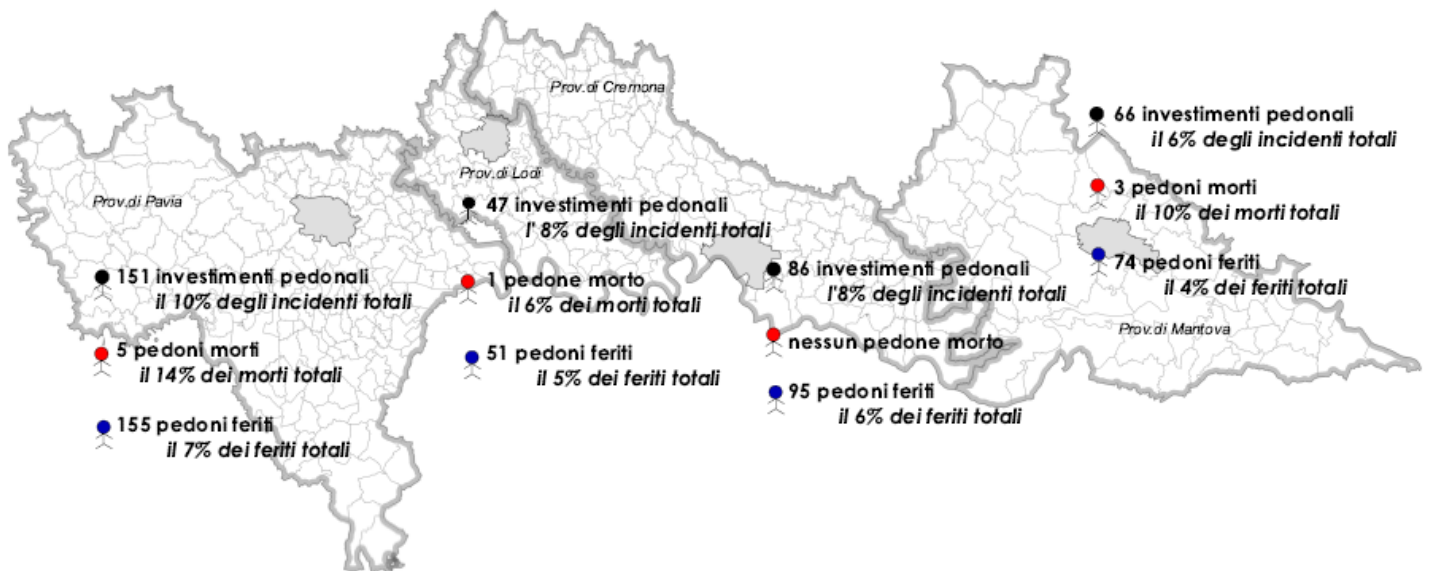 Prov.di Pavia
151 investimenti pedonali
il 10% degli incidenti totali
5 pedoni morti
il 14% dei morti totali
155 pedoni feriti
il 7% dei feriti totali
Prov.di Lodi
47 investimenti pedonali
l' 8% degli incidenti totali
1 pedone morto
il 6% dei morti totali
51 pedoni feriti
il 5% dei feriti totali
Prov.di Cremona
86 investimenti pedonali
l'8% degli incidenti totali
nessun pedone morto
95 pedoni feriti
il 6% dei feriti totali
66 investimenti pedonali
il 6% degli incidenti totali
3 pedoni morti
il 10% dei morti totali
74 pedoni feriti
il 4% dei feriti totali
Prov.di Mantova